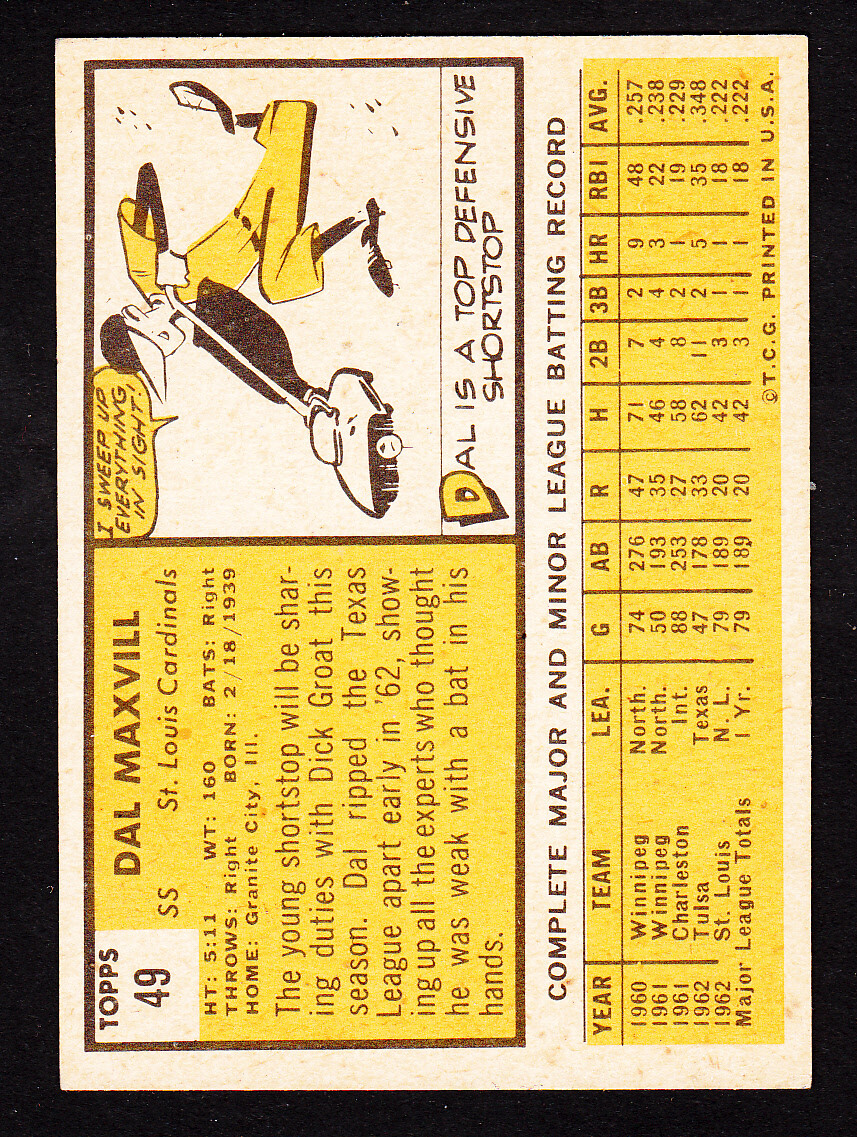 TOPPS
49
DAL MAXVILL
SS St. Louis Cardinals
HT: 5:11 WT: 160 BATS: Right
THROWS: Right BORN: 2/18/1939
HOME: Granite City, Ill.
The young shortstop will be shar-
ing duties with Dick Groat this
season. Dal ripped the Texas
League apart early in '62, show-
ing up all the experts who thought
he was weak with a bat in his
hands.
I SWEEP UP
EVERYTHING
IN SIGHT!
DAL IS A TOP DEFENSIVE
SHORTSTOP
COMPLETE MAJOR AND MINOR LEAGUE BATTING RECORD
YEAR TEAM LEA. G AB R H 2B 3B HR RBI AVG.
1960 Winnipeg North. 74 276 47 71 7 2 9 48 .257
1961 Winnipeg North. 50 193 35 46 4 4 3 22 .238
1961 Charleston Int. 88 253 27 58 8 2 1 19 .229
1962 Tulsa Texas 47 178 33 62 11 2 5 35 .348
1962 St. Louis N. L. 79 189 20 42 3 1 1 18 .222
Major League Totals 1 Yr. 79 189 20 42 3 1 1 18 .222
©T.C.G. PRINTED IN U.S.A.